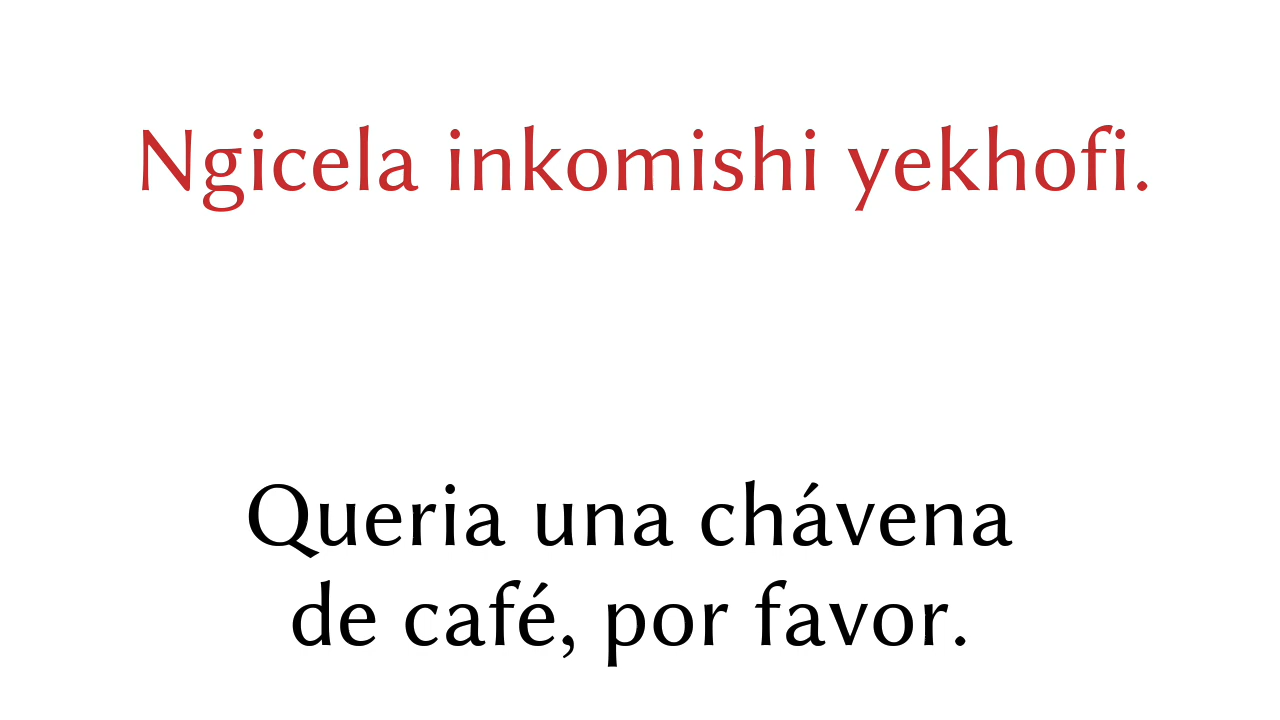 Ngicela inkomishi yekhofi.
Queria una chávena
de café, por favor.